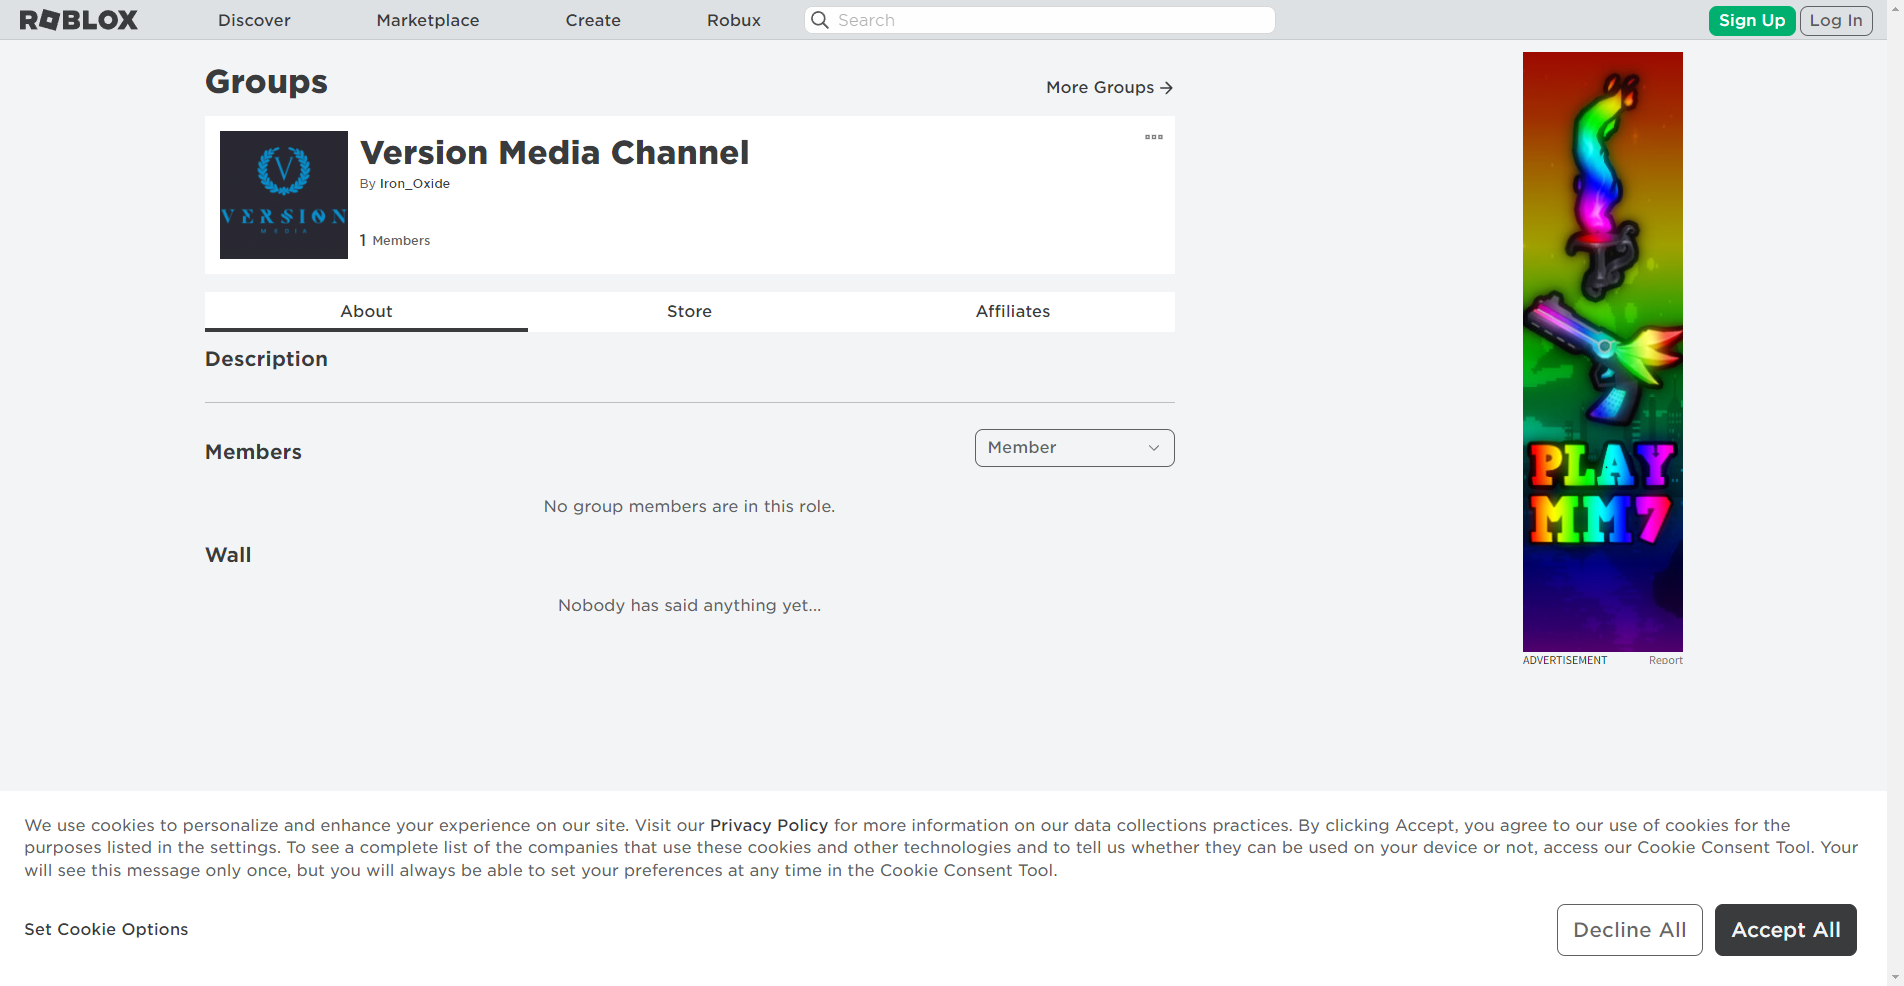 ROBLOX
Discover
Marketplace
Create
Robux
Search
Sign Up
Log In
Groups
More Groups
V
VERSION
MEDIA
Version Media Channel
By Iron_Oxide
1 Members
About
Store
Affiliates
Description
Members
Member
No group members are in this role.
Wall
Nobody has said anything yet...
PLAY
MM7
ADVERTISEMENT
Report
We use cookies to personalize and enhance your experience on our site. Visit our Privacy Policy for more information on our data collections practices. By clicking Accept, you agree to our use of cookies for the
purposes listed in the settings. To see a complete list of the companies that use these cookies and other technologies and to tell us whether they can be used on your device or not, access our Cookie Consent Tool. Your
will see this message only once, but you will always be able to set your preferences at any time in the Cookie Consent Tool.
Set Cookie Options
Decline All
Accept All